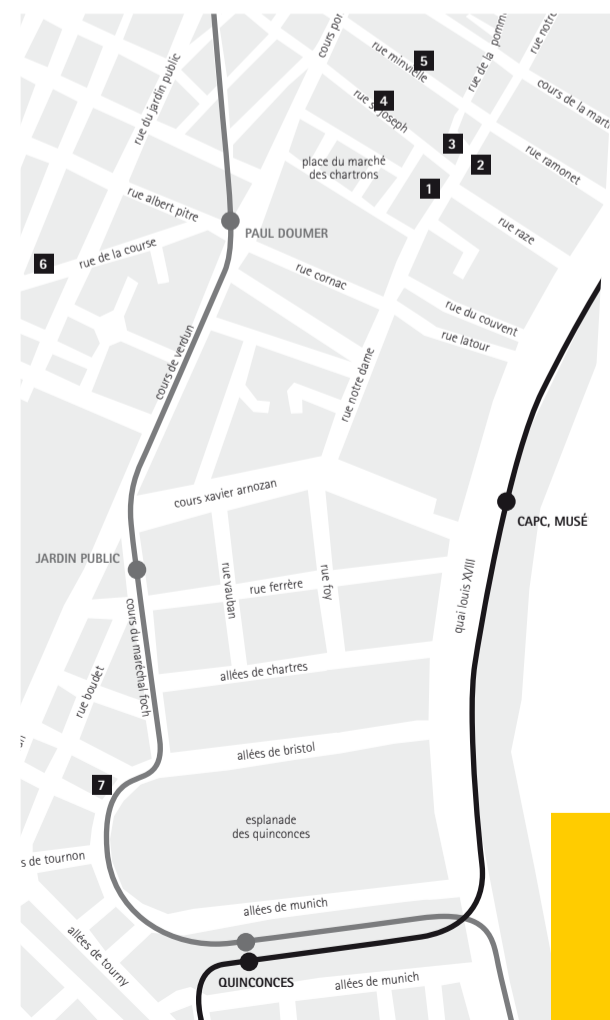 cours por
rue de la pomm
rue notre
rue du jardin public
5
rue minvielle
4
rue st joseph
cours de la mart
3
2
1
rue ramonet
place du marché
des chartrons
rue albert pitre
rue raze
PAUL DOUMER
6
rue de la course
rue cornac
rue du couvent
rue latour
cours de verdun
rue notre dame
cours xavier arnozan
CAPC, MUSÉ
JARDIN PUBLIC
rue vauban
rue ferrère
rue foy
quai louis XVIII
cours du maréchal foch
allées de chartres
rue boudet
allées de bristol
7
esplanade
des quinconces
s de tournon
allées de munich
allées de tourny
QUINCONCES
allées de munich